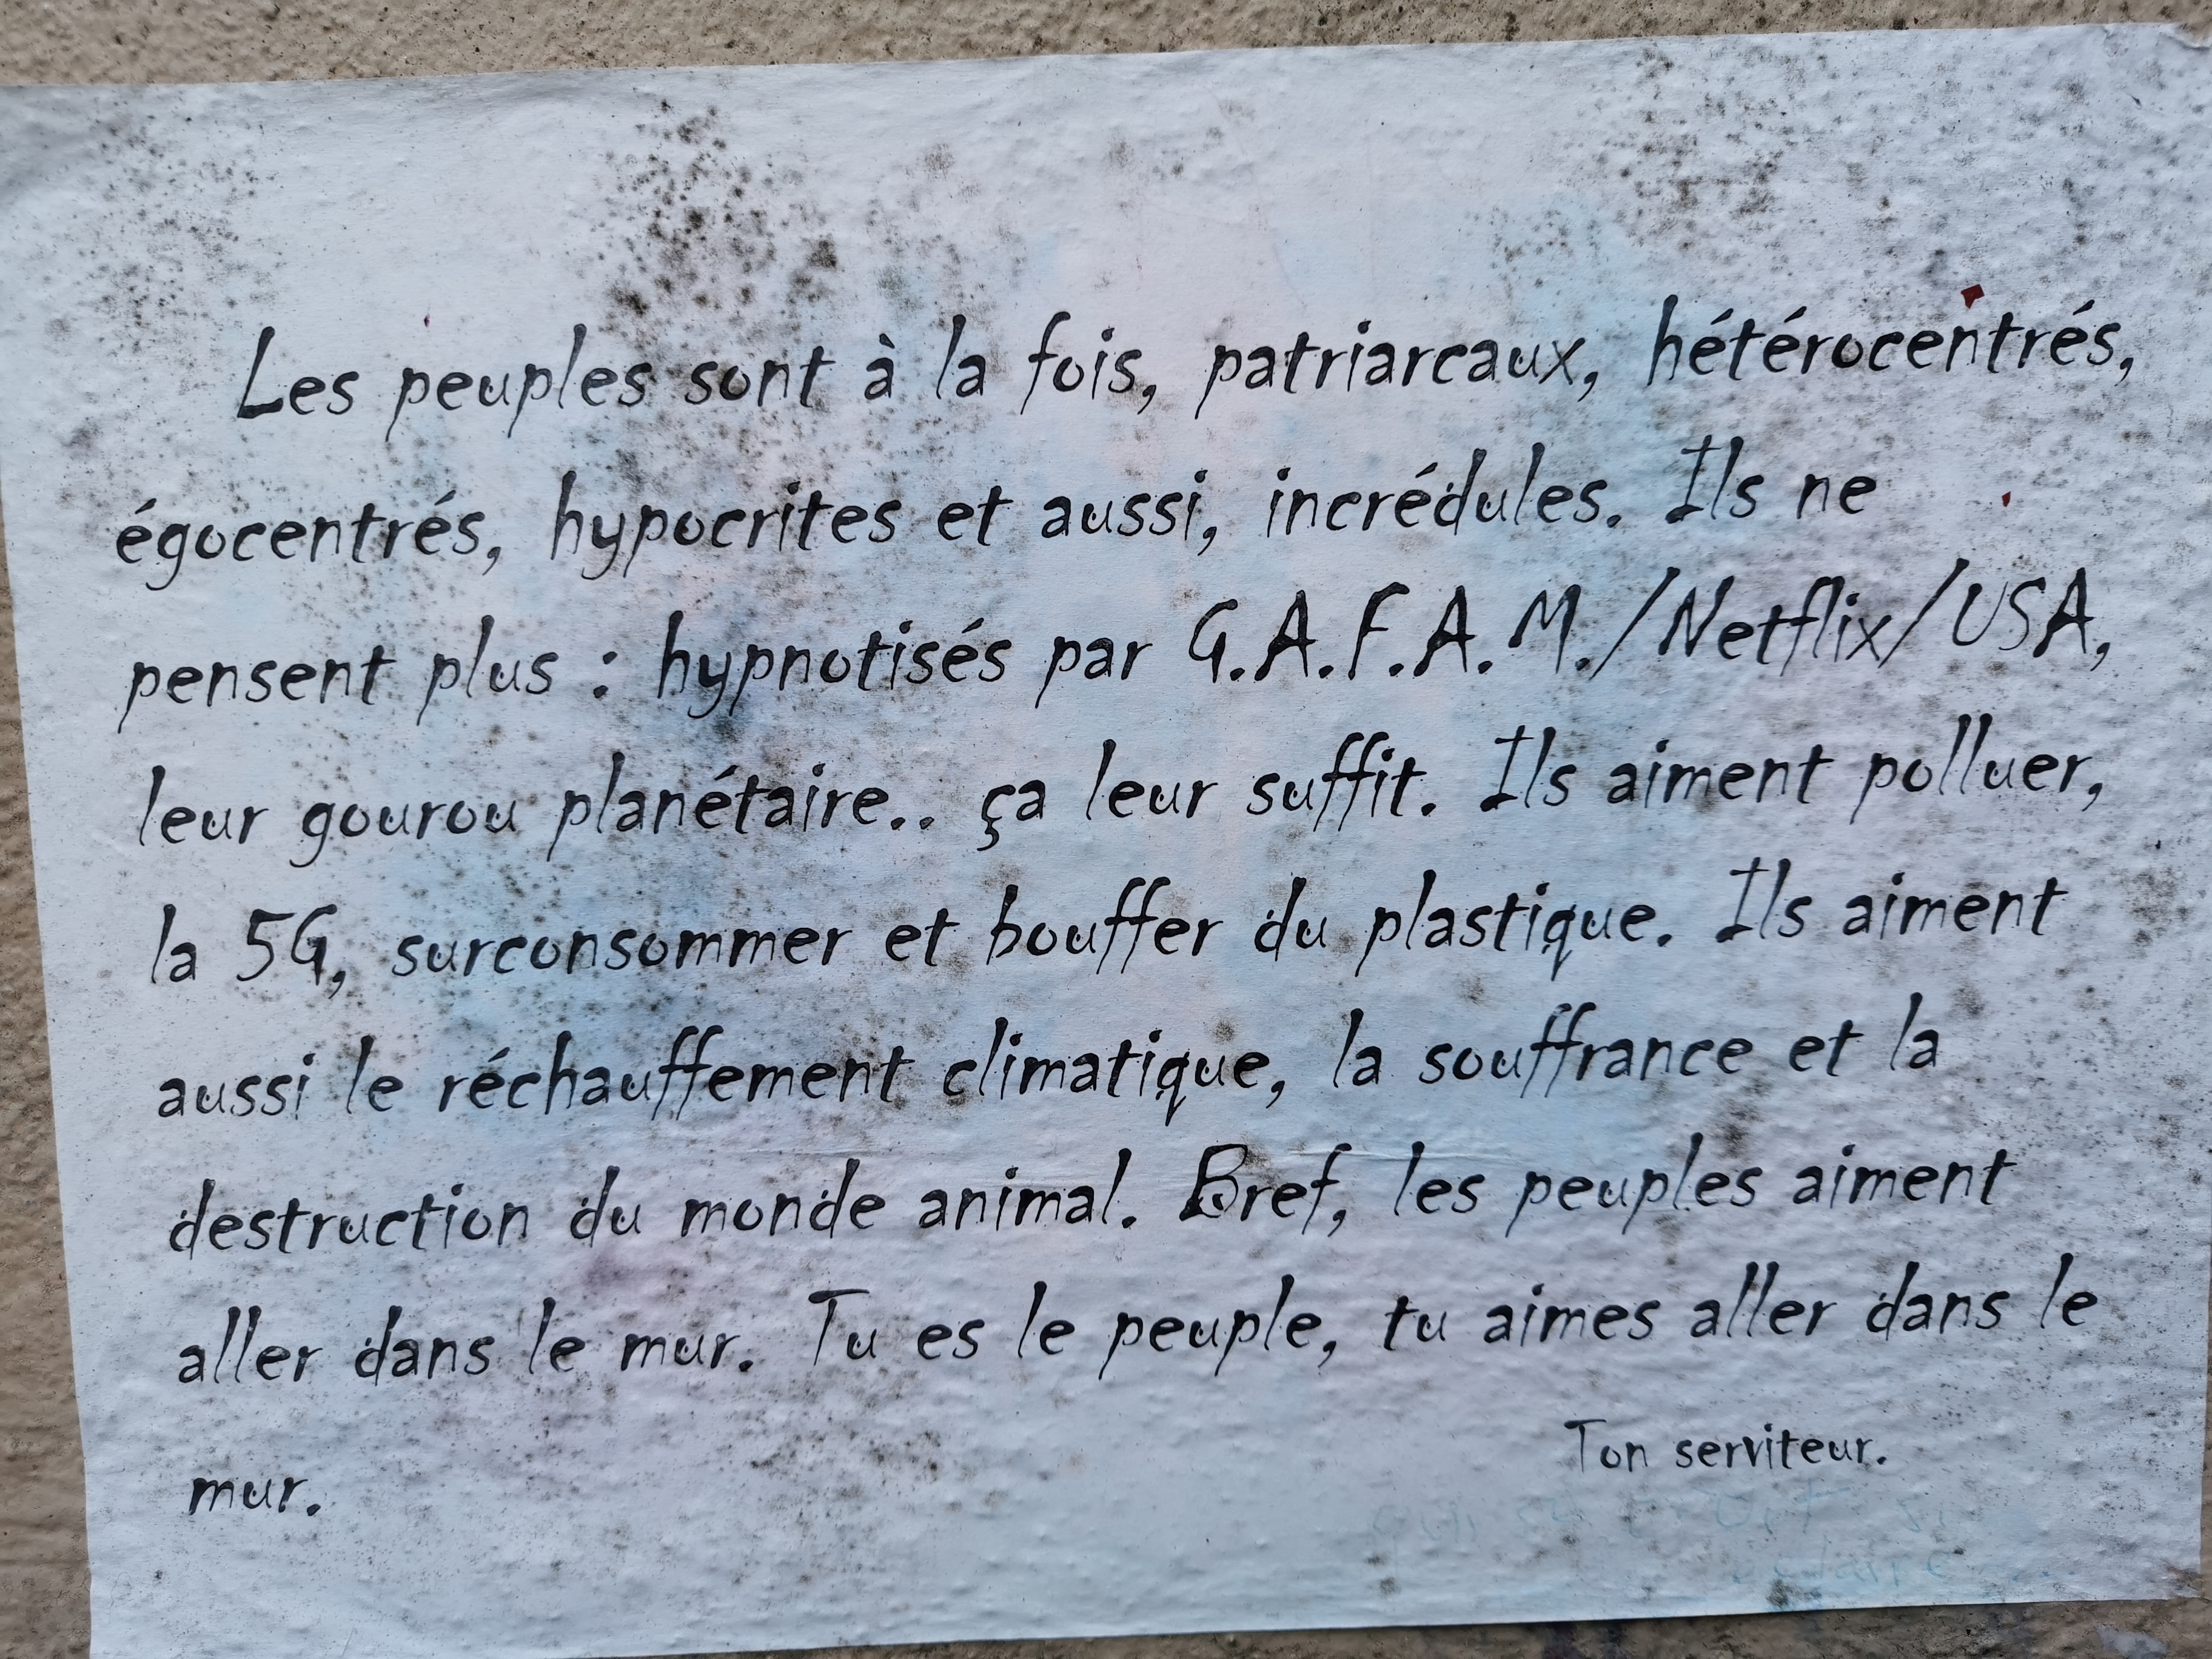 Les peuples sont à la fois, patriarcaux, hétérocentrés,
égocentrés, hypocrites et aussi, incrédules. Ils ne
pensent plus : hypnotisés par G.A.F.A.M./Netflix/USA,
leur gourou planétaire.. ça leur suffit. Ils aiment polluer,
la 5G, surconsommer et bouffer du plastique. Ils aiment
aussi le réchauffement climatique, la souffrance et la
destruction du monde animal. Bref, les peuples aiment
aller dans le mur. Tu es le peuple, tu aimes aller dans le
mur.
Ton serviteur.